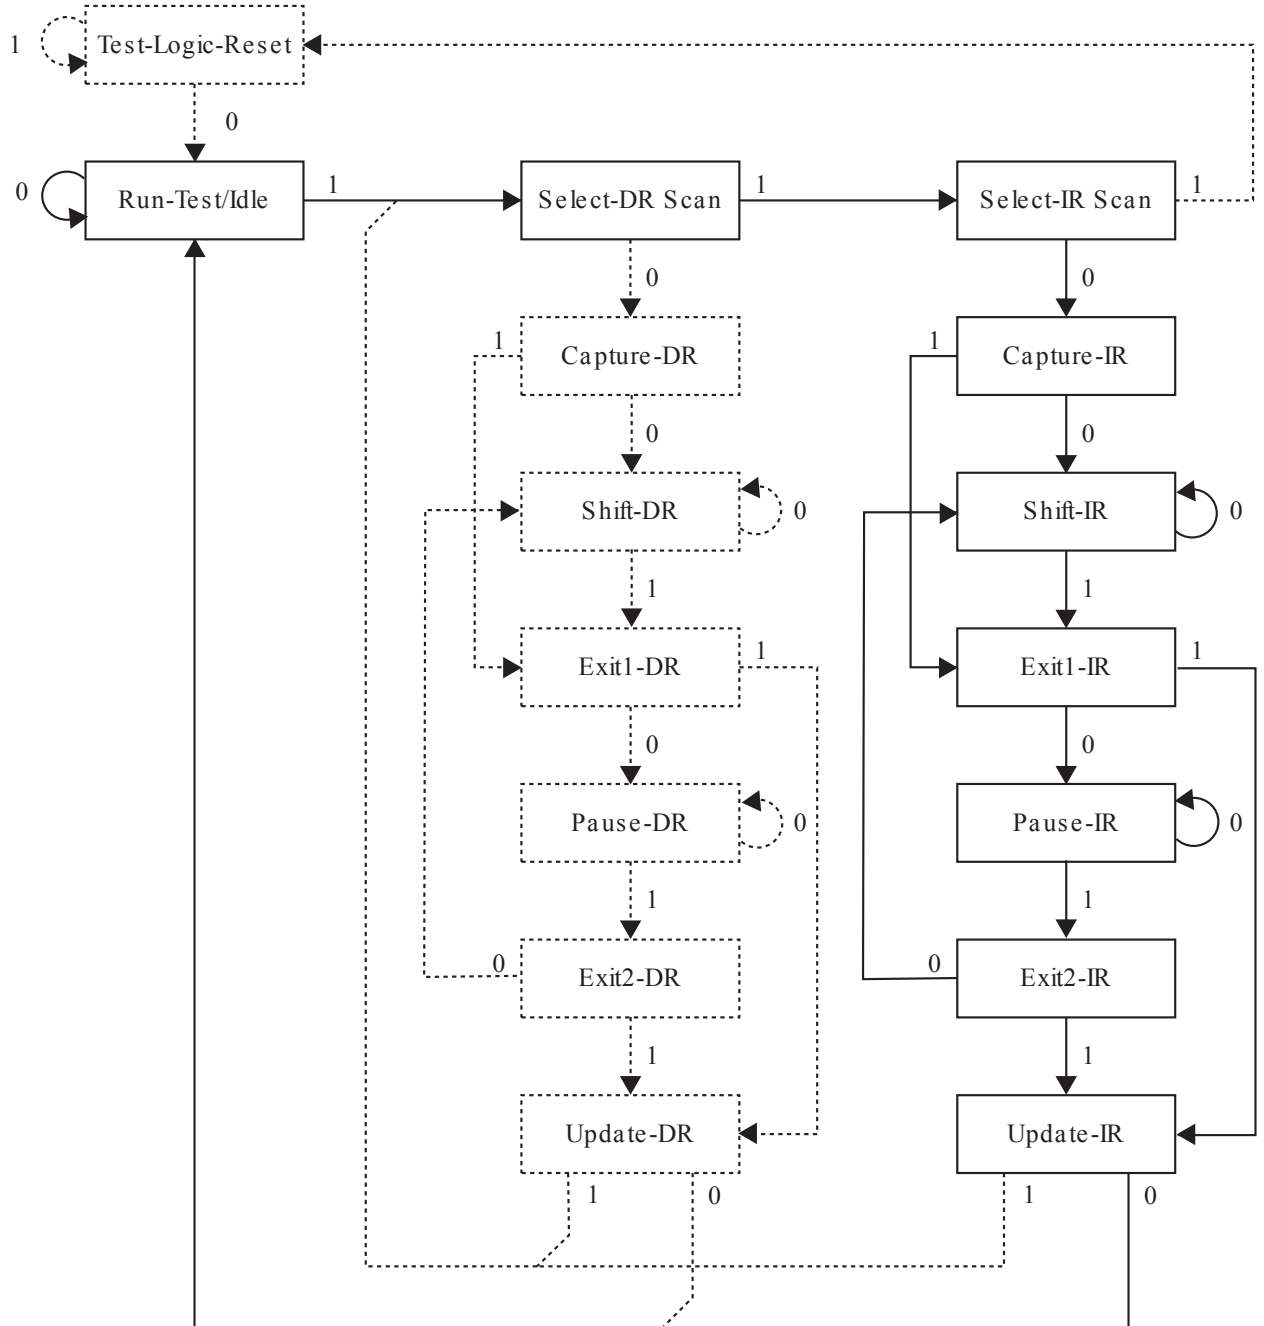 1
Test-Logic-Reset
0
0
Run-Test/Idle
1
Select-DR Scan
1
Select-IR Scan
1
0
0
1
Capture-DR
1
Capture-IR
0
0
Shift-DR
0
Shift-IR
0
1
1
Exit1-DR
1
Exit1-IR
1
0
0
Pause-DR
0
Pause-IR
0
1
1
0
Exit2-DR
0
Exit2-IR
1
1
Update-DR
Update-IR
1
0
1
0